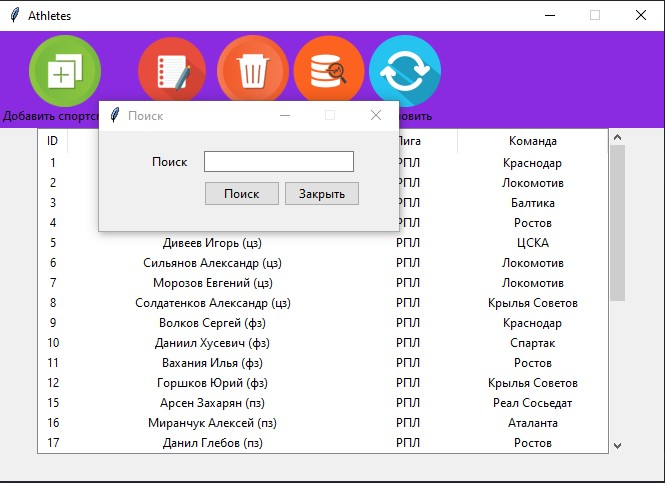 Athletes
Поиск
Добавить
новить
Поиск
Поиск Закрыть
ID Лига Команда
1 РПЛ Краснодар
2 РПЛ Локомотив
3 РПЛ Балтика
4 РПЛ Ростов
5 Дивеев Игорь (цз) РПЛ ЦСКА
6 Сильянов Александр (цз) РПЛ Локомотив
7 Морозов Евгений (цз) РПЛ Локомотив
8 Солдатенков Александр (цз) РПЛ Крылья Советов
9 Волков Сергей (фз) РПЛ Краснодар
10 Даниил Хусевич (фз) РПЛ Спартак
11 Вахания Илья (фз) РПЛ Ростов
12 Горшков Юрий (фз) РПЛ Крылья Советов
15 Арсен Захарян (пз) РПЛ Реал Сосьедат
16 Миранчук Алексей (пз) РПЛ Аталанта
17 Данил Глебов (пз) РПЛ Ростов